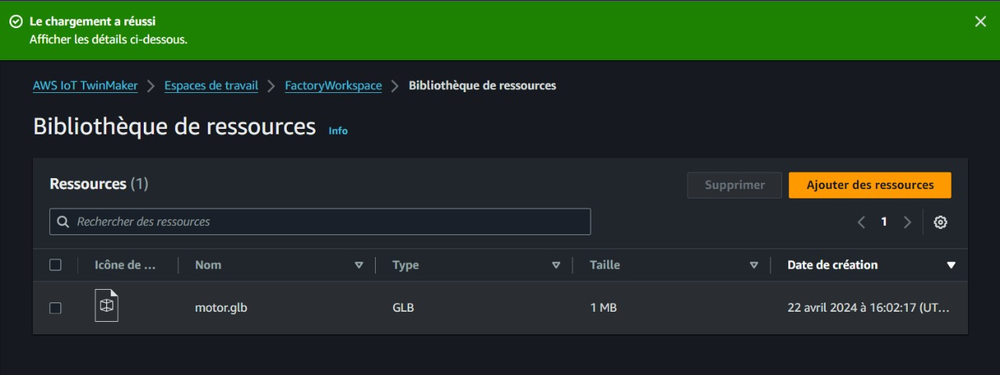 Le chargement a réussi
Afficher les détails ci-dessous.
AWS IoT TwinMaker > Espaces de travail > FactoryWorkspace > Bibliothèque de ressources
Bibliothèque de ressources Info
Ressources (1) Supprimer Ajouter des ressources
Rechercher des ressources 1
Icône de ... Nom Type Taille Date de création
motor.glb GLB 1 MB 22 avril 2024 à 16:02:17 (UT...